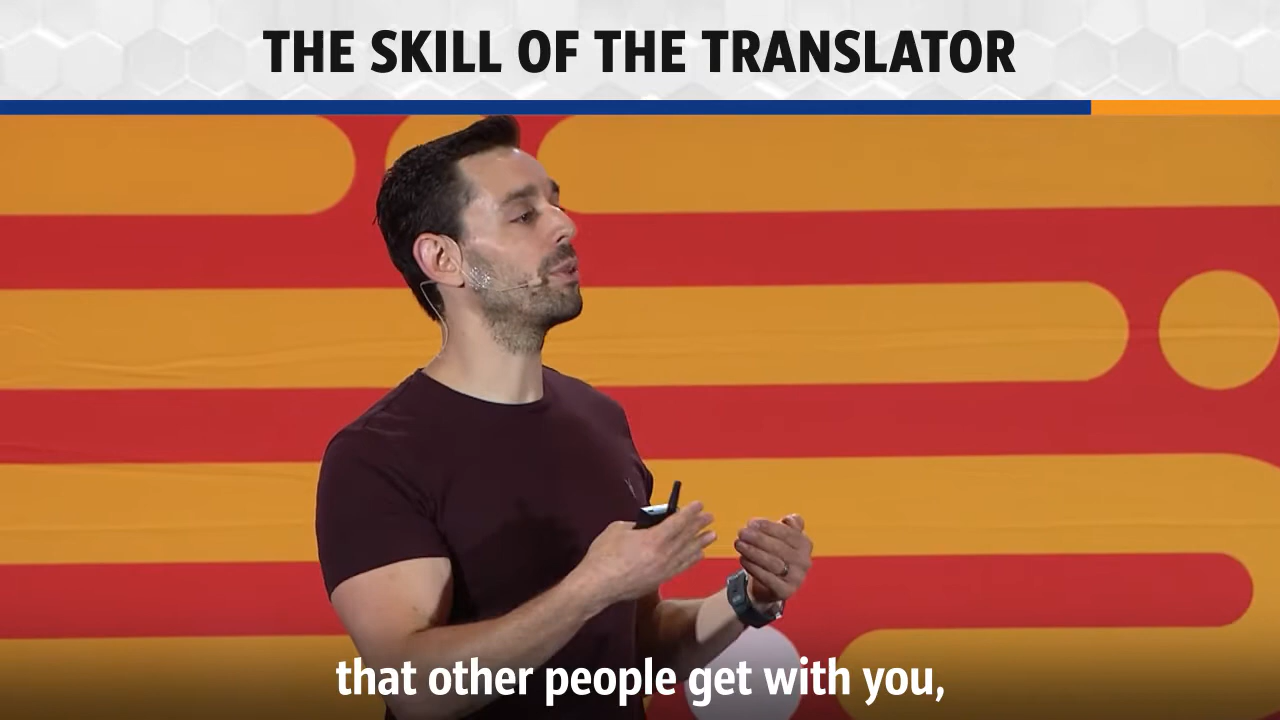 THE SKILL OF THE TRANSLATOR
that other people get with you,